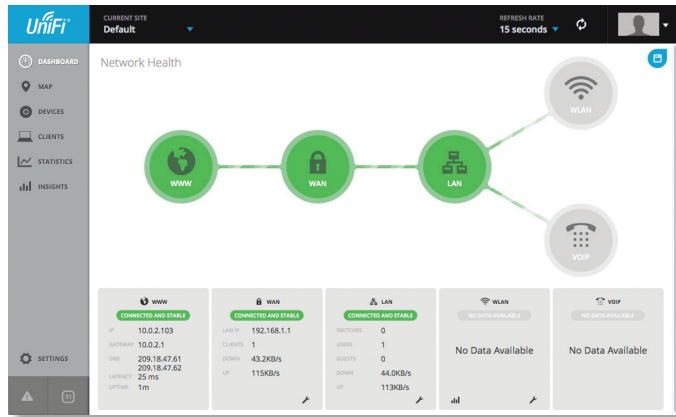 UniFi
CURRENT SITE
Default
REFRESH RATE
15 seconds
DASHBOARD
MAP
DEVICES
CLIENTS
STATISTICS
INSIGHTS
SETTINGS
31
Network Health
WWW
WAN
LAN
WLAN
VOIP
WWW
CONNECTED AND STABLE
IP 10.0.2.103
GATEWAY 10.0.2.1
DNS 209.18.47.61
209.18.47.62
LATENCY 25 ms
UPTIME 1m
WAN
CONNECTED AND STABLE
LAN IP 192.168.1.1
CLIENTS 1
DOWN 43.2KB/s
UP 115KB/s
LAN
CONNECTED AND STABLE
SWITCHES 0
USERS 1
GUESTS 0
DOWN 44.0KB/s
UP 113KB/s
WLAN
NO DATA AVAILABLE
No Data Available
VOIP
NO DATA AVAILABLE
No Data Available